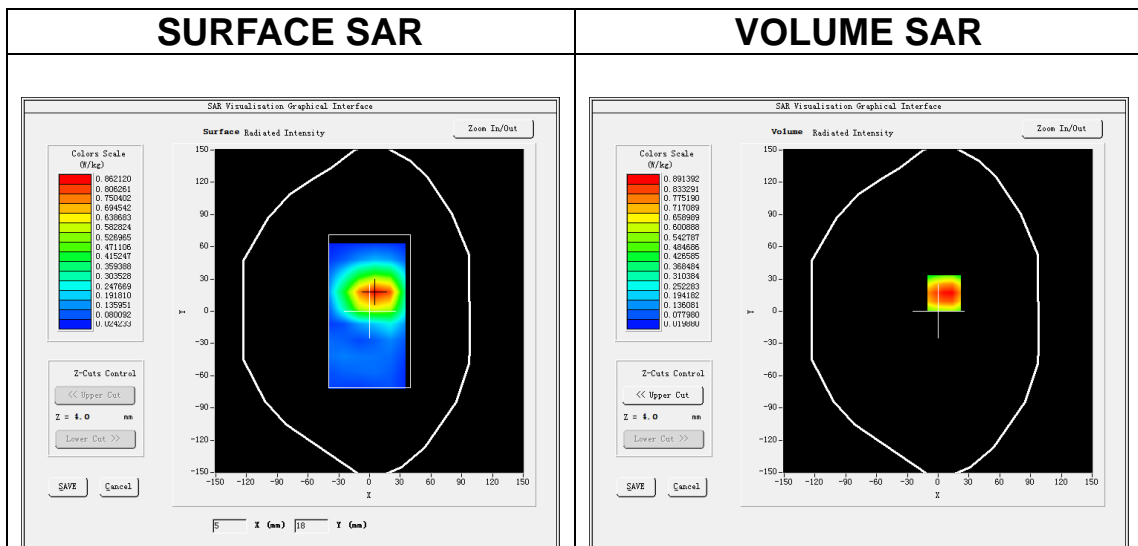 SURFACE SAR
VOLUME SAR
SAR Visualisation Graphical Interface
Surface Radiated Intensity
Zoom In/Out
Colors Scale
(W/kg)
0.862120
0.806261
0.750402
0.694542
0.638683
0.582824
0.526965
0.471106
0.415247
0.359388
0.303528
0.247669
0.191810
0.135951
0.080092
0.024233
Z-Cuts Control
<< Upper Cut
Z = 4.0 mm
Lower Cut >>
SAVE Cancel
150
120
90
60
30
0
-30
-60
-90
-120
-150
Y
-150 -120 -90 -60 -30 0 30 60 90 120 150
X
5 X (mm) 18 Y (mm)
SAR Visualisation Graphical Interface
Volume Radiated Intensity
Zoom In/Out
Colors Scale
(W/kg)
0.891392
0.833291
0.775190
0.717089
0.658989
0.600888
0.542787
0.484686
0.426585
0.368484
0.310384
0.252283
0.194182
0.136081
0.077980
0.019880
Z-Cuts Control
<< Upper Cut
Z = 4.0 mm
Lower Cut >>
SAVE Cancel
150
120
90
60
30
0
-30
-60
-90
-120
-150
Y
-150 -120 -90 -60 -30 0 30 60 90 120 150
X